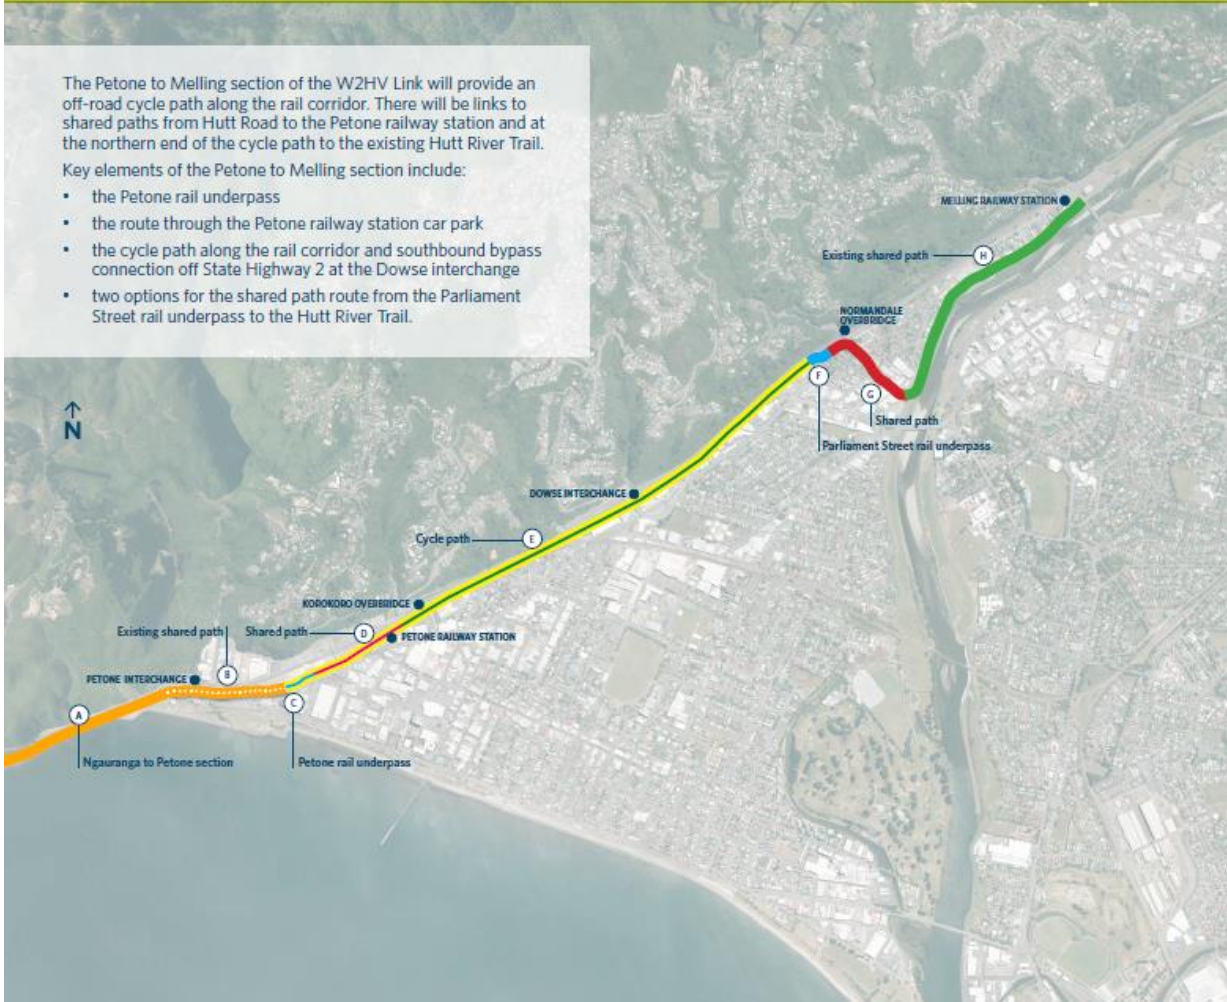 The Petone to Melling section of the W2HV Link will provide an
off-road cycle path along the rail corridor. There will be links to
shared paths from Hutt Road to the Petone railway station and at
the northern end of the cycle path to the existing Hutt River Trail.
Key elements of the Petone to Melling section include:
• the Petone rail underpass
• the route through the Petone railway station car park
• the cycle path along the rail corridor and southbound bypass
connection off State Highway 2 at the Dowse interchange
• two options for the shared path route from the Parliament
Street rail underpass to the Hutt River Trail.
MELLING RAILWAY STATION
Existing shared path
H
NORMANDALE
OVERBRIDGE
F
G
Shared path
Parliament Street rail underpass
N
DOWSE INTERCHANGE
Cycle path
E
KOROKORO OVERBRIDGE
Existing shared path
Shared path
D
PETONE RAILWAY STATION
PETONE INTERCHANGE
B
C
A
Ngauranga to Petone section
Petone rail underpass